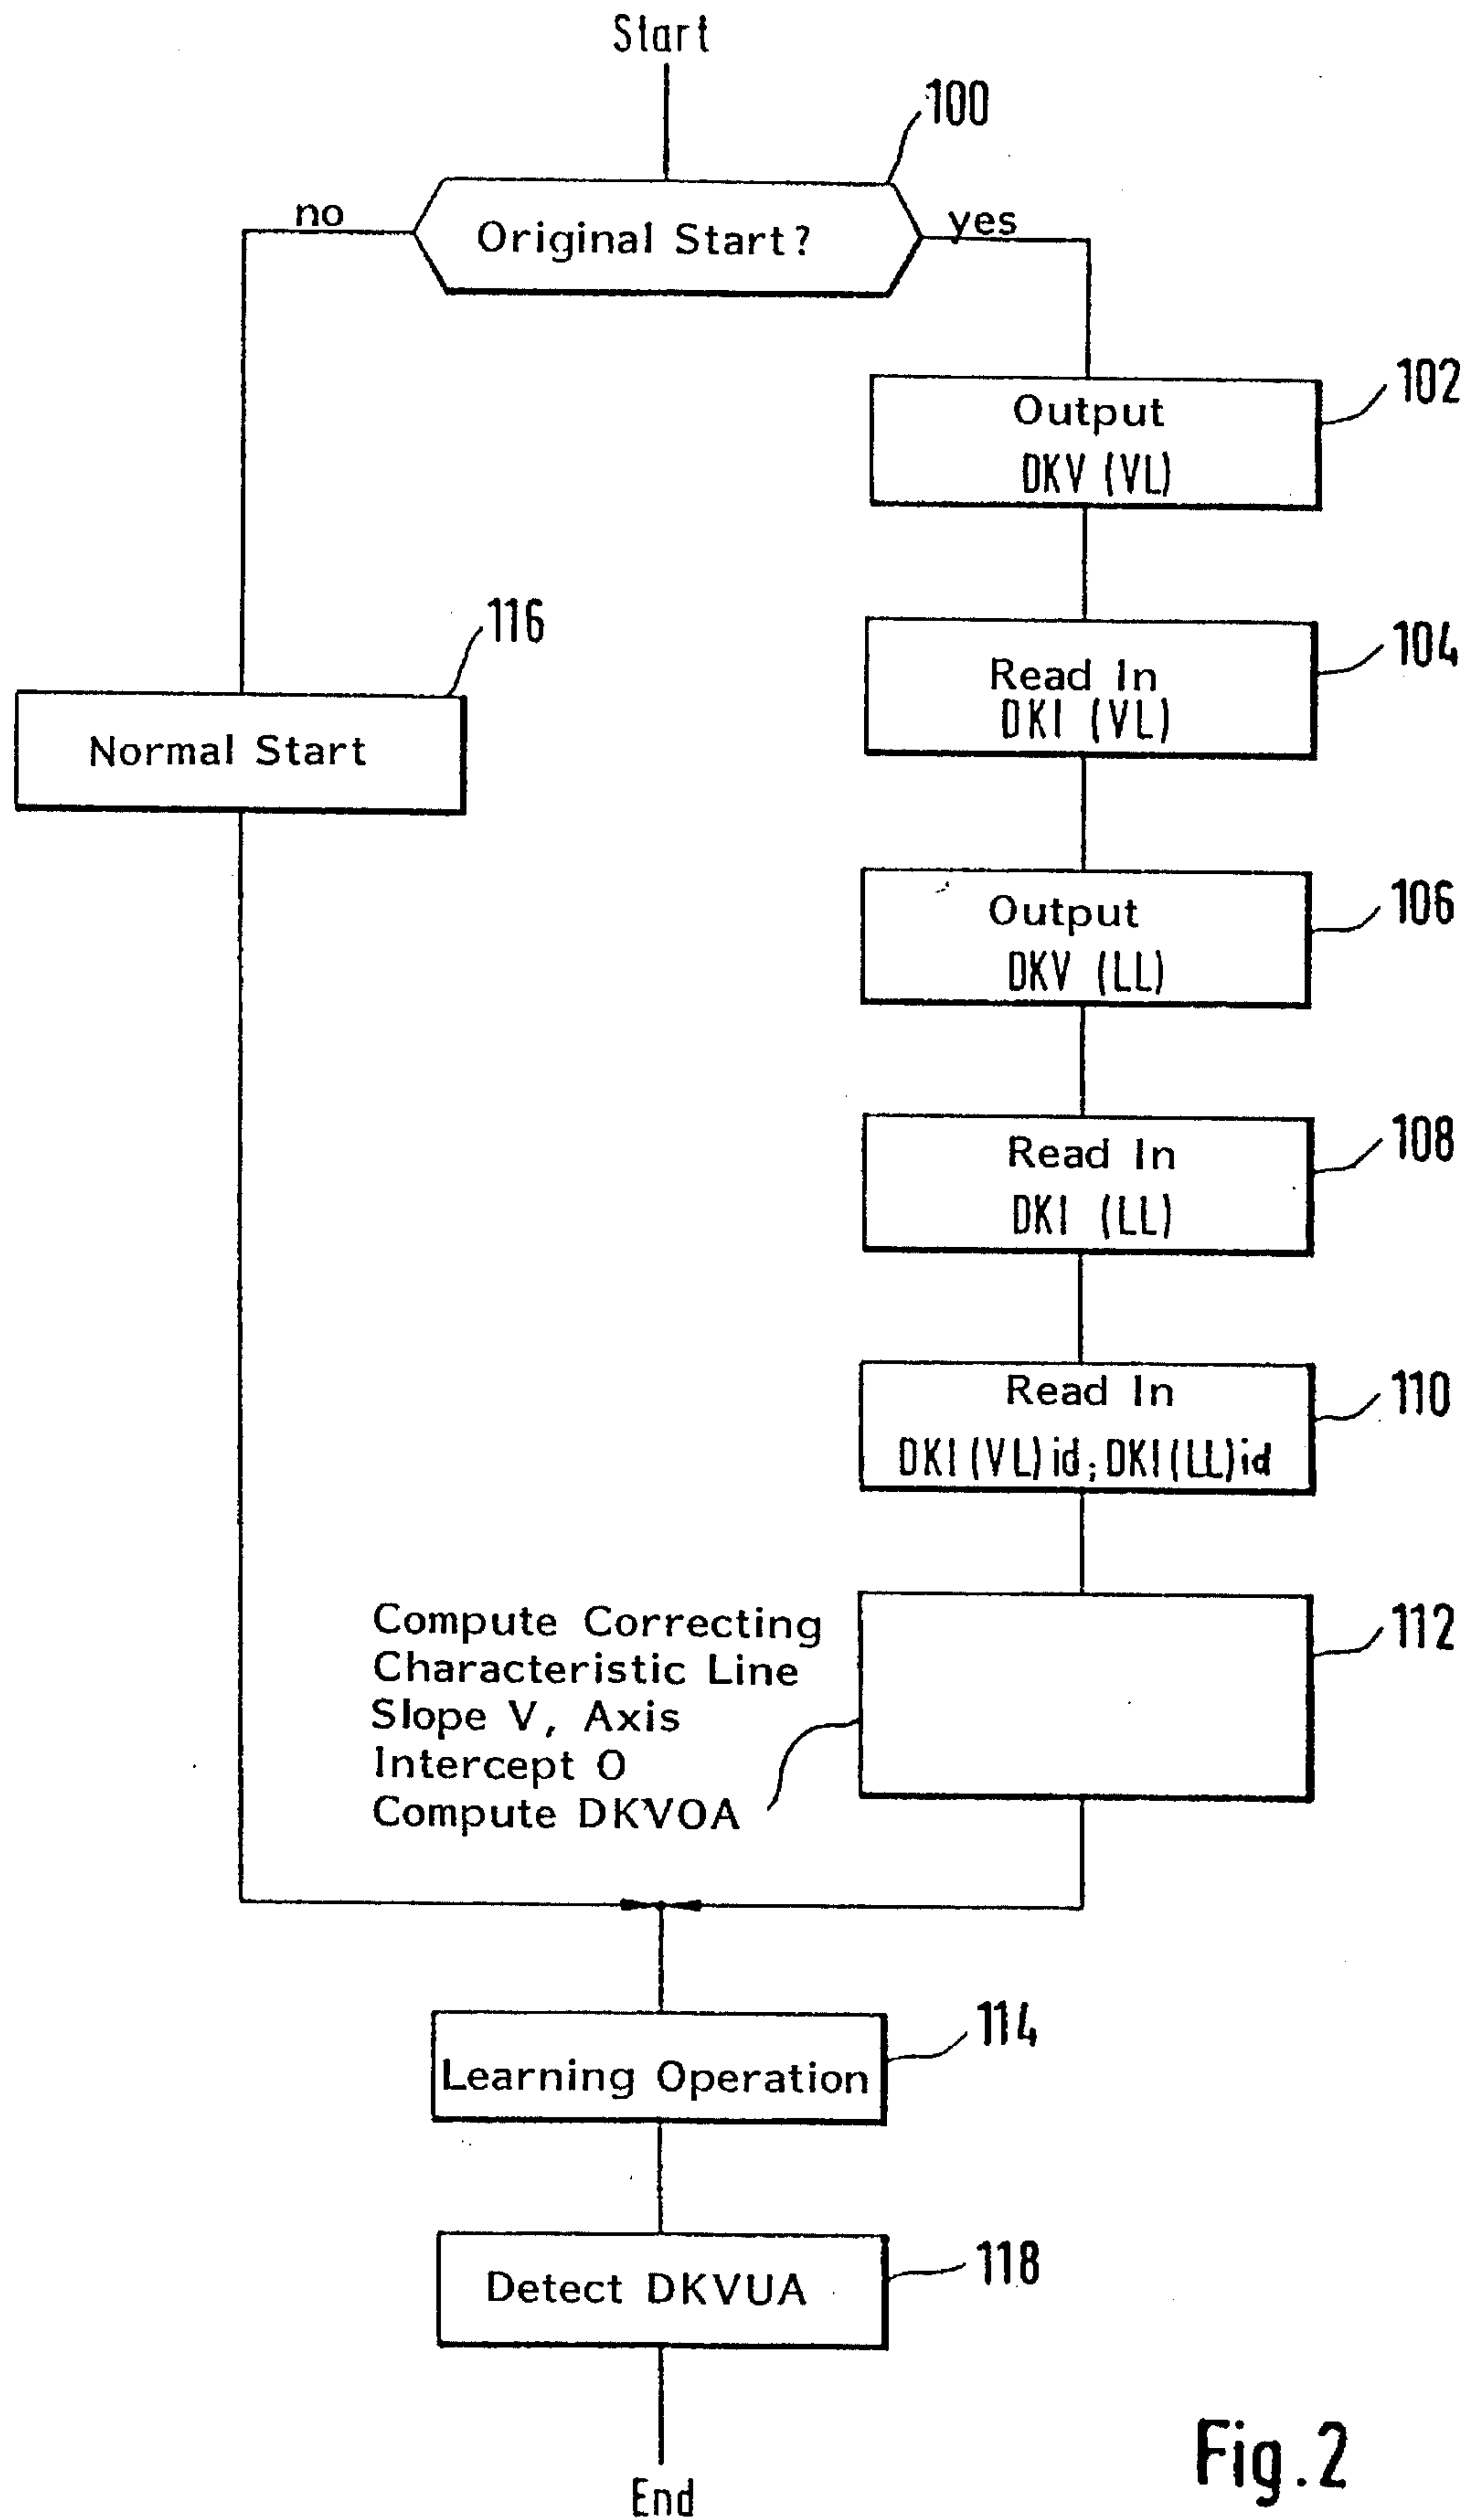 Start
100
no
Original Start?
yes
102
Output
DKV (VL)
116
104
Read In
DKI (VL)
Normal Start
106
Output
DKV (LL)
108
Read In
DKI (LL)
110
Read In
DKI (VL) id ; DKI (LL) id
112
Compute Correcting
Characteristic Line
Slope V, Axis
Intercept O
Compute DKVOA
114
Learning Operation
118
Detect DKVUA
End
Fig. 2